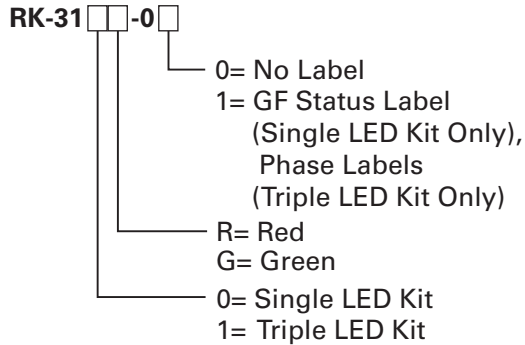 RK-31□□-0□
0= No Label
1= GF Status Label
(Single LED Kit Only),
Phase Labels
(Triple LED Kit Only)
R= Red
G= Green
0= Single LED Kit
1= Triple LED Kit